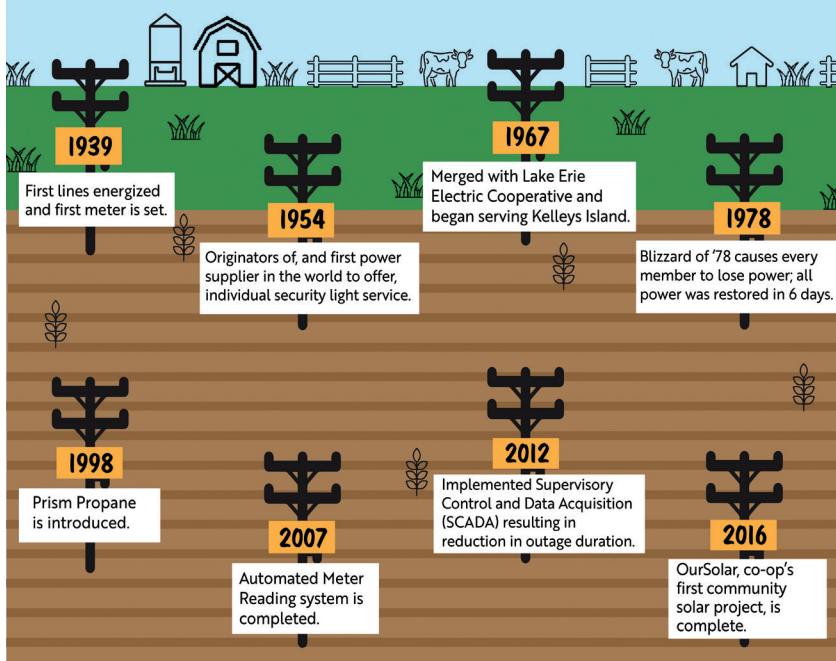 1939
First lines energized
and first meter is set.
1954
Originators of, and first power
supplier in the world to offer,
individual security light service.
1967
Merged with Lake Erie
Electric Cooperative and
began serving Kelleys Island.
1978
Blizzard of ‘78 causes every
member to lose power; all
power was restored in 6 days.
1998
Prism Propane
is introduced.
2007
Automated Meter
Reading system is
completed.
2012
Implemented Supervisory
Control and Data Acquisition
(SCADA) resulting in
reduction in outage duration.
2016
OurSolar, co-op’s
first community
solar project, is
complete.